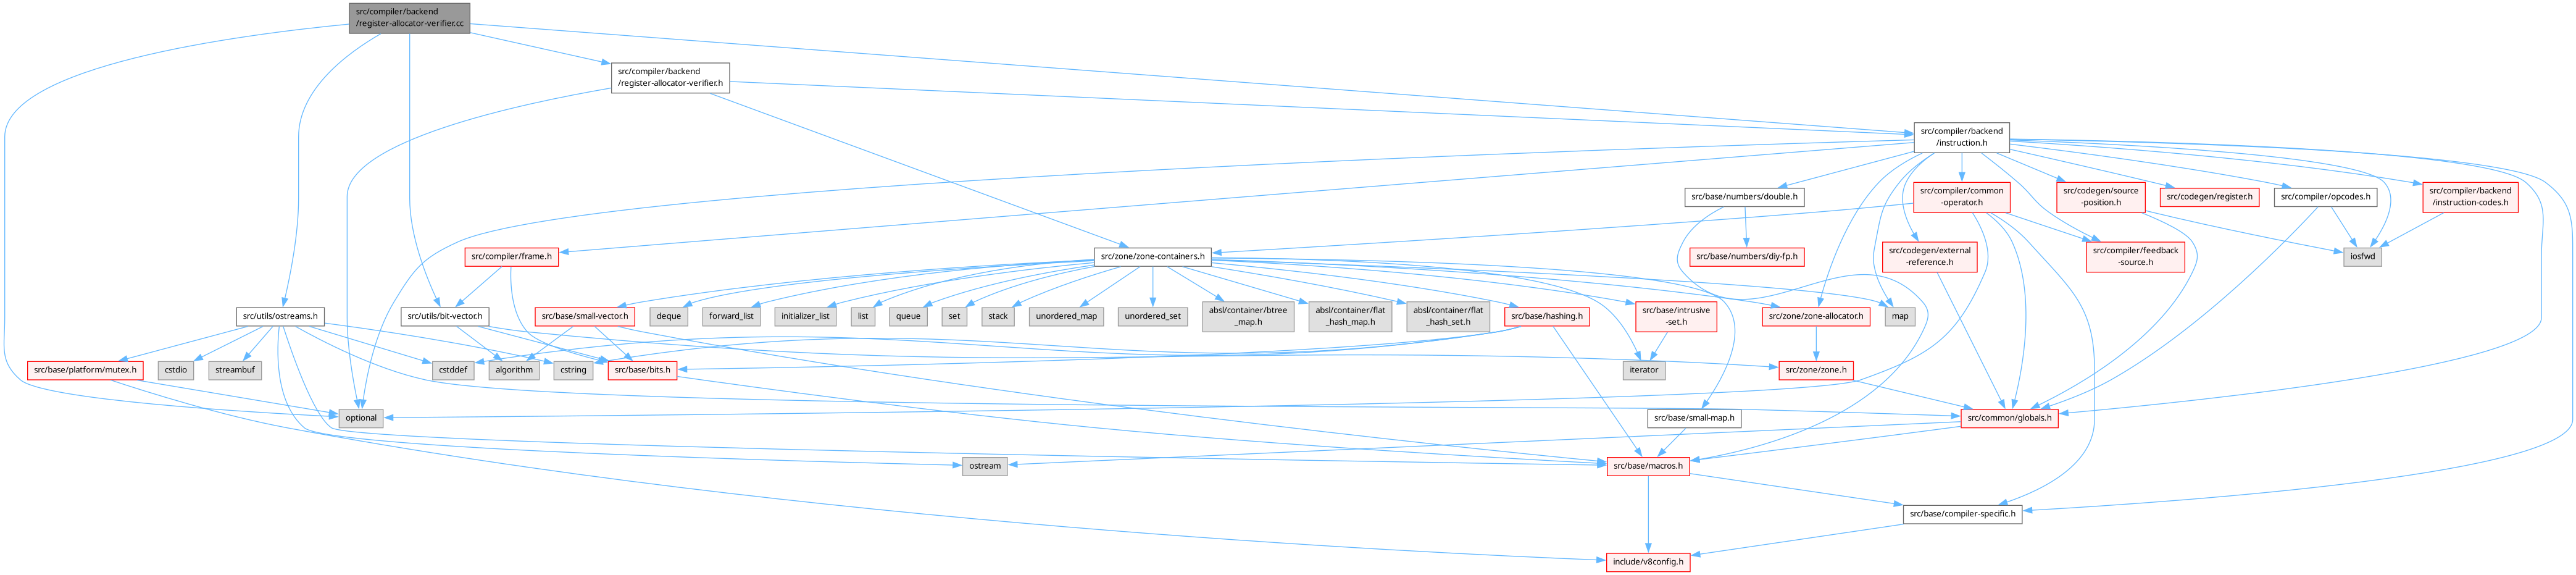 src/compiler/backend
/register-allocator-verifier.cc
src/compiler/backend
/register-allocator-verifier.h
src/compiler/backend
/instruction.h
src/base/numbers/double.h
src/compiler/common
-operator.h
src/codegen/source
-position.h
src/codegen/register.h
src/compiler/opcodes.h
src/compiler/backend
/instruction-codes.h
src/compiler/frame.h
src/zone/zone-containers.h
src/base/numbers/diy-fp.h
src/codegen/external
-reference.h
src/compiler/feedback
-source.h
iosfwd
src/utils/ostreams.h
src/utils/bit-vector.h
src/base/small-vector.h
deque
forward_list
initializer_list
list
queue
set
stack
unordered_map
unordered_set
absl/container/btree
_map.h
absl/container/flat
_hash_map.h
absl/container/flat
_hash_set.h
src/base/hashing.h
src/base/intrusive
-set.h
src/zone/zone-allocator.h
map
src/base/platform/mutex.h
cstdio
streambuf
cstddef
algorithm
cstring
src/base/bits.h
iterator
src/zone/zone.h
optional
src/base/small-map.h
src/common/globals.h
ostream
src/base/macros.h
src/base/compiler-specific.h
include/v8config.h